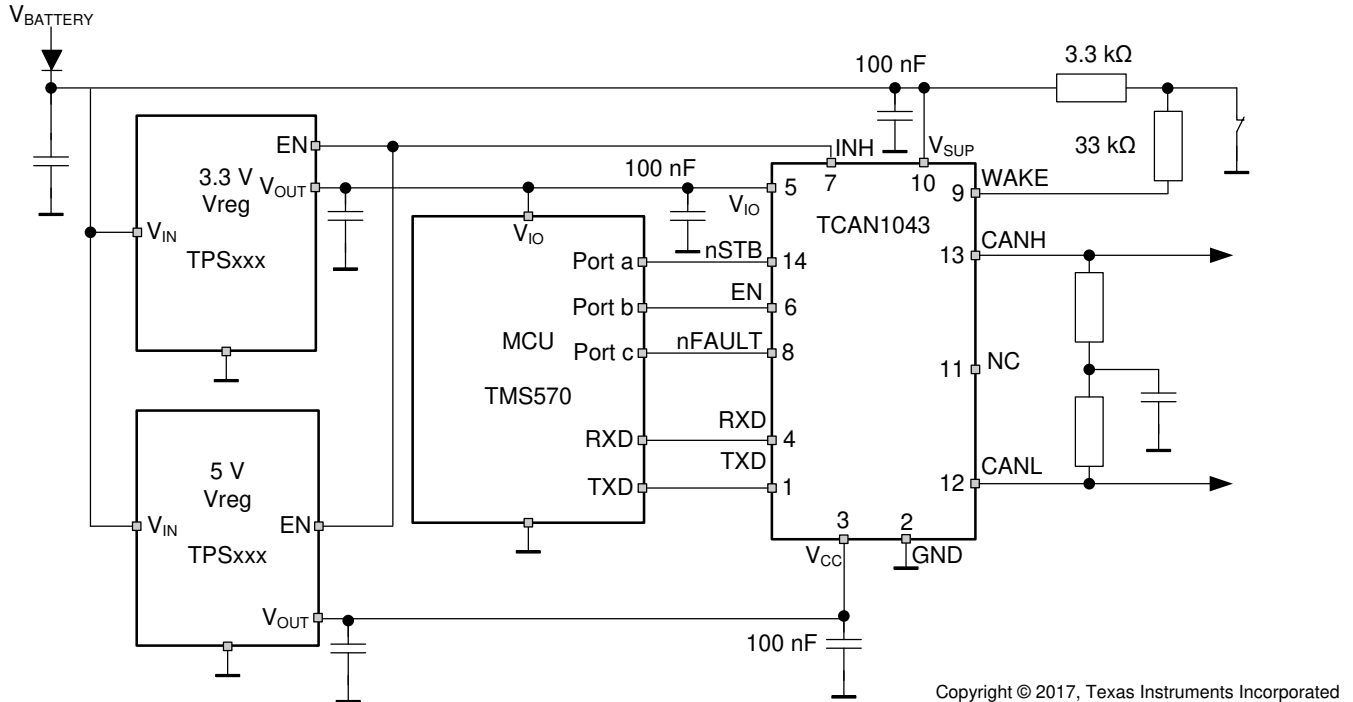 VBATTERY
100 nF
3.3 kΩ
33 kΩ
EN
3.3 V
Vreg
VOUT
VIN
TPSxxx
100 nF
INH
7
VSUP
10
5
VIO
TCAN1043
9
WAKE
VIO
MCU
TMS570
Port a
nSTB
14
Port b
EN
6
Port c
nFAULT
8
RXD
RXD
4
TXD
TXD
1
13
CANH
11
NC
12
CANL
3
VCC
2
GND
5 V
Vreg
VIN
EN
TPSxxx
VOUT
100 nF
Copyright © 2017, Texas Instruments Incorporated